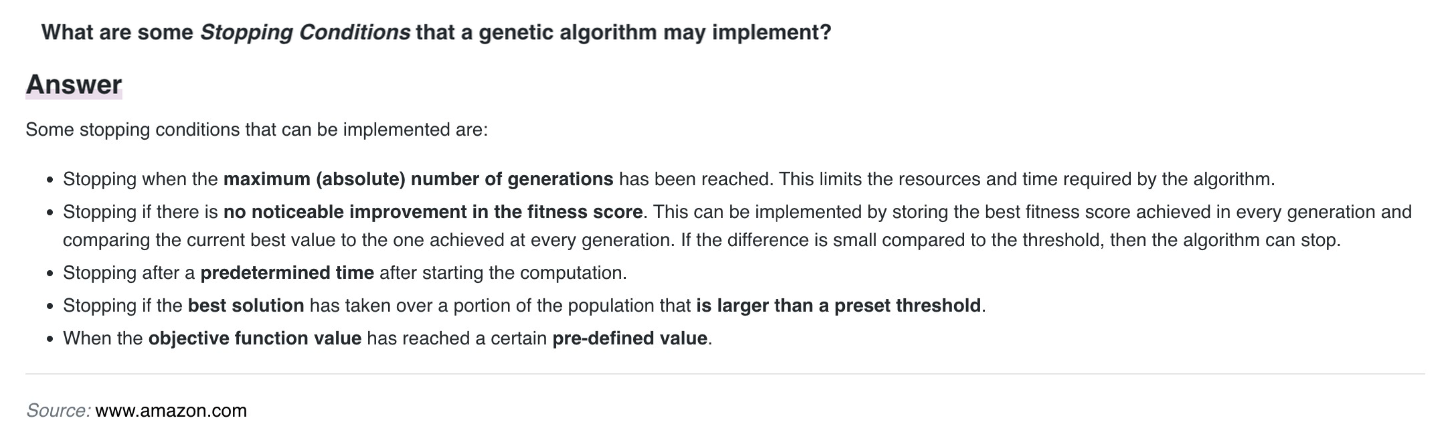 What are some Stopping Conditions that a genetic algorithm may implement?
Answer
Some stopping conditions that can be implemented are:
• Stopping when the maximum (absolute) number of generations has been reached. This limits the resources and time required by the algorithm.
• Stopping if there is no noticeable improvement in the fitness score. This can be implemented by storing the best fitness score achieved in every generation and
comparing the current best value to the one achieved at every generation. If the difference is small compared to the threshold, then the algorithm can stop.
• Stopping after a predetermined time after starting the computation.
• Stopping if the best solution has taken over a portion of the population that is larger than a preset threshold.
• When the objective function value has reached a certain pre-defined value.
Source: www.amazon.com